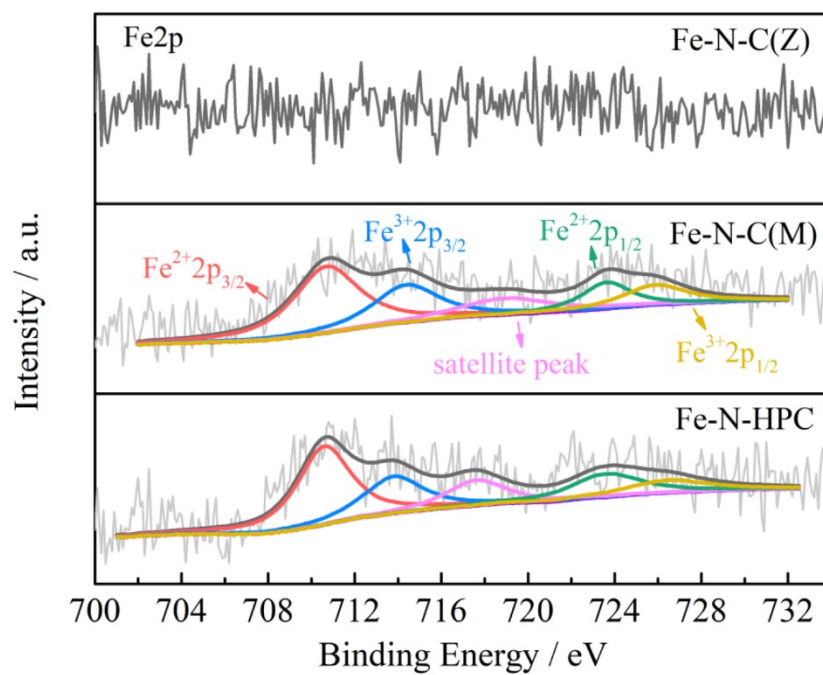 Fe2p
Fe-N-C(Z)
Fe-N-C(M)
Fe²⁺2p₃/₂
Fe³⁺2p₃/₂
Fe²⁺2p₁/₂
satellite peak
Fe³⁺2p₁/₂
Fe-N-HPC
Intensity / a.u.
700 704 708 712 716 720 724 728 732
Binding Energy / eV